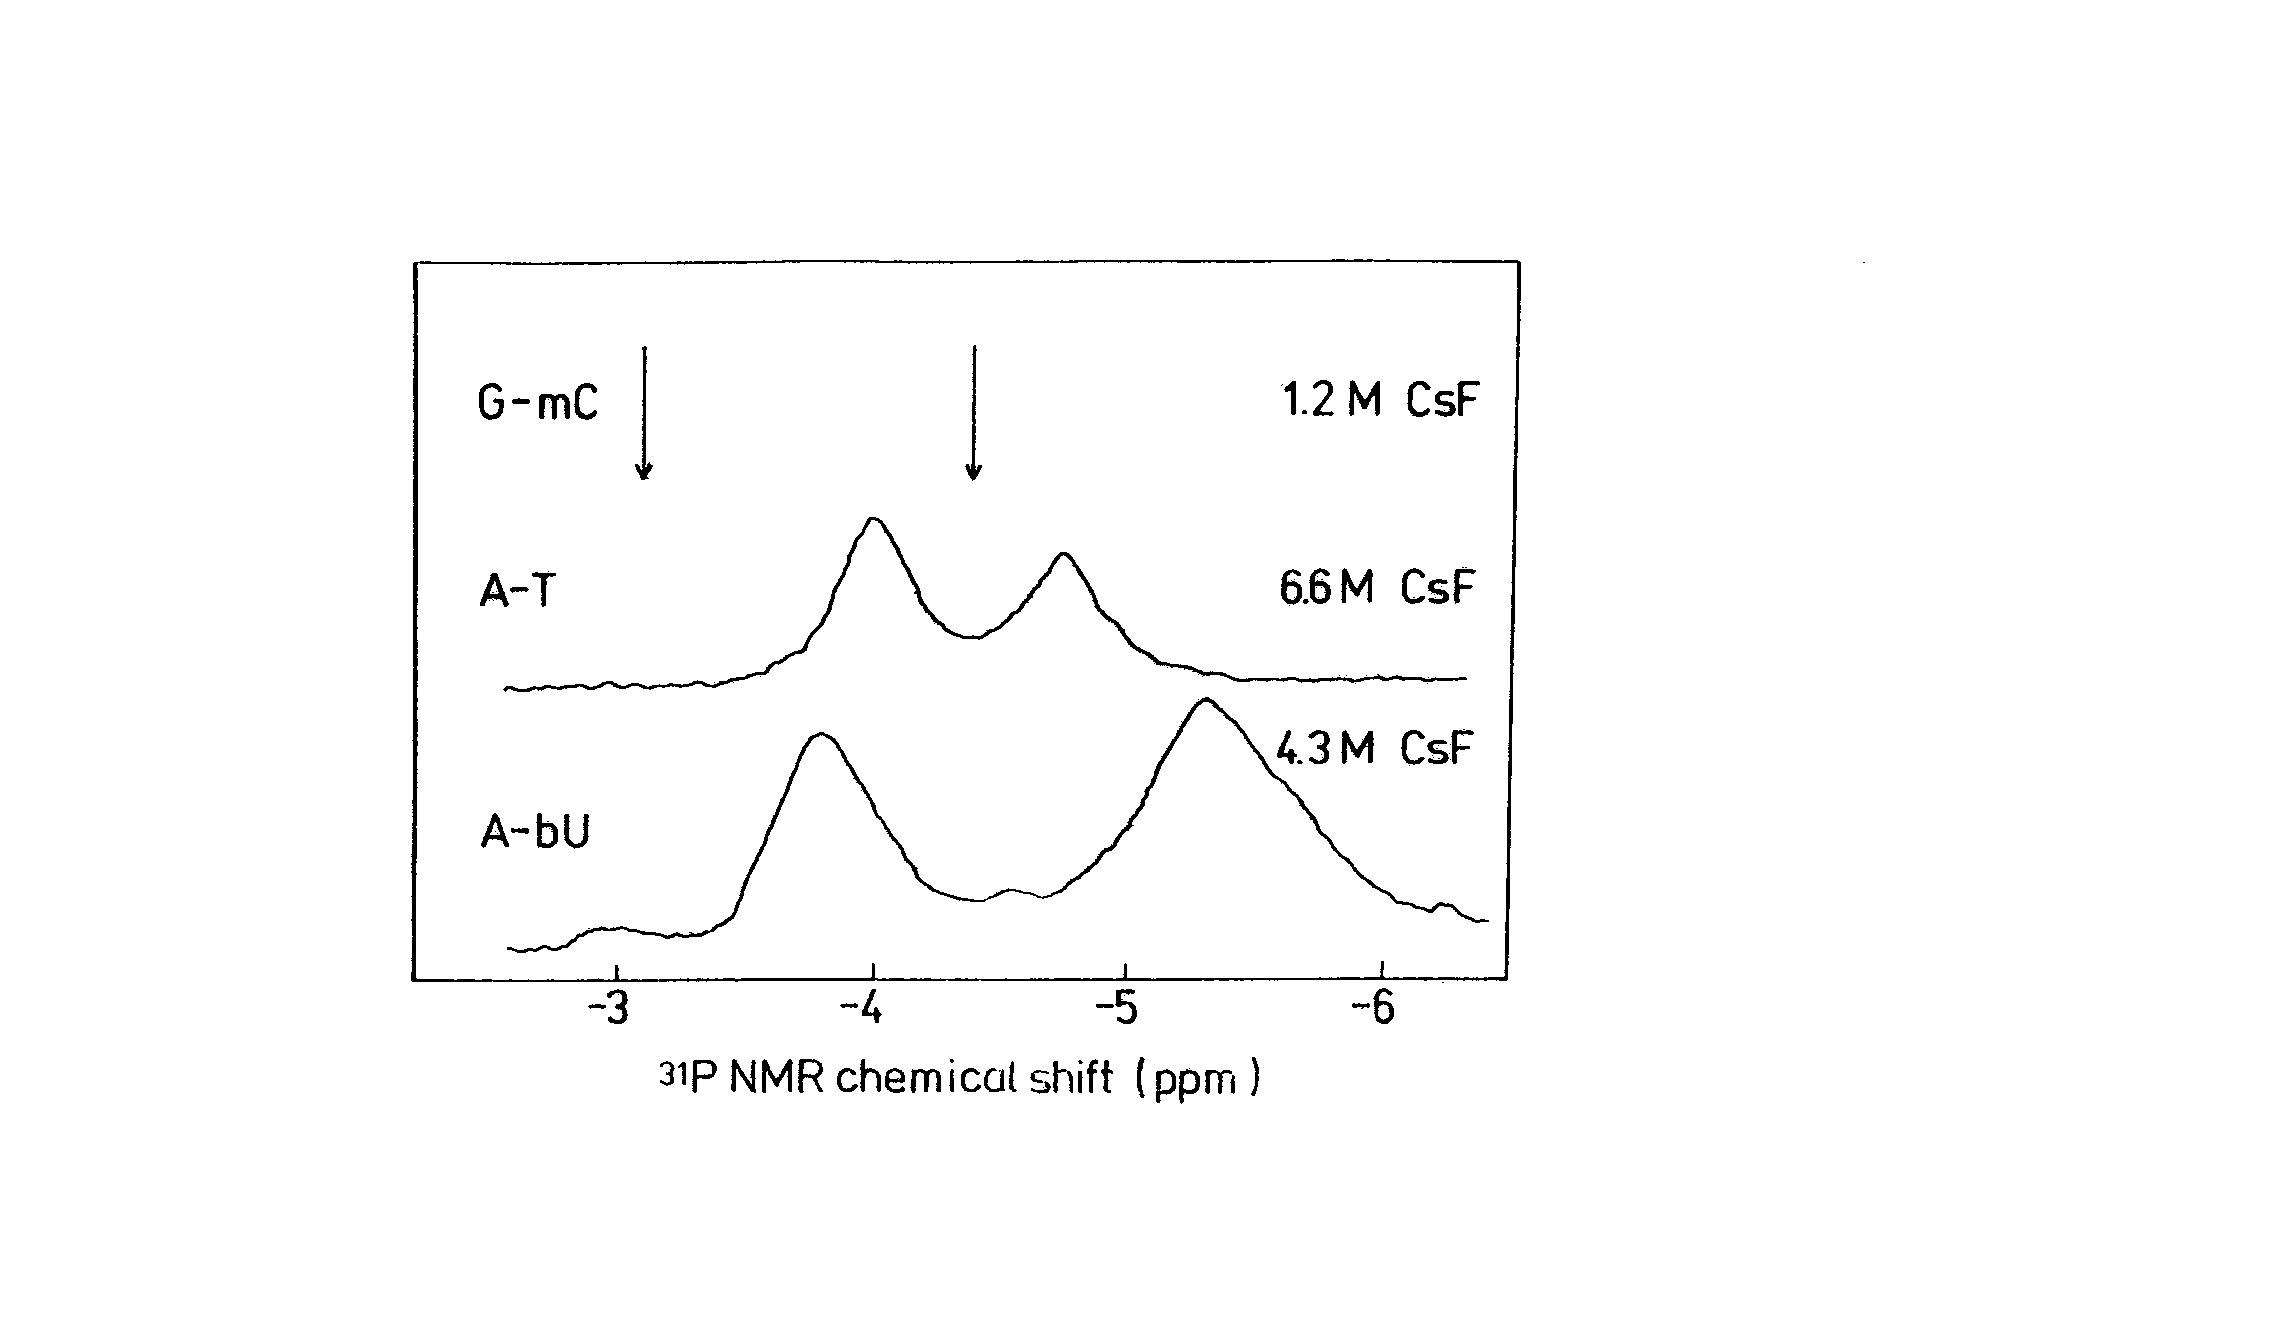 G-mC 1.2 M CsF
A-T 6.6 M CsF
4.3 M CsF
A-bU
-3 -4 -5 -6
³¹P NMR chemical shift (ppm)